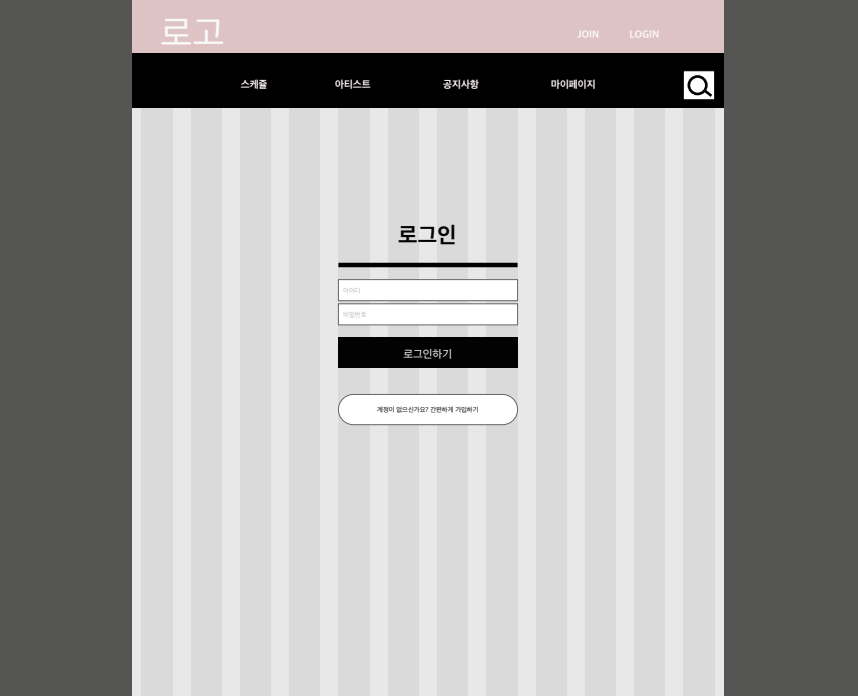 로고
JOIN LOGIN
스케쥴 아티스트 공지사항 마이페이지
로그인
아이디
비밀번호
로그인하기
계정이 없으신가요? 간편하게 가입하기